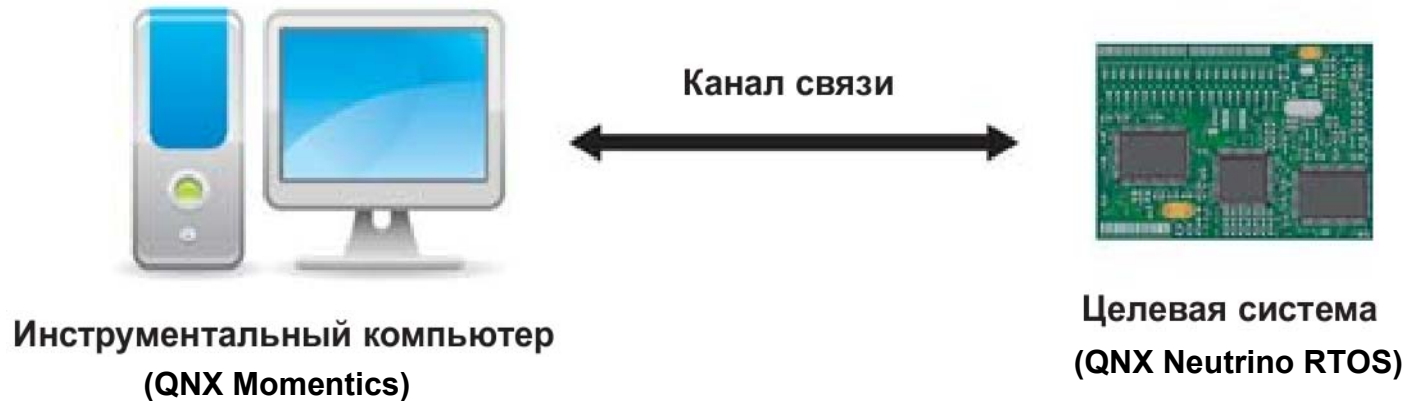 Канал связи
Инструментальный компьютер
(QNX Momentics)
Целевая система
(QNX Neutrino RTOS)